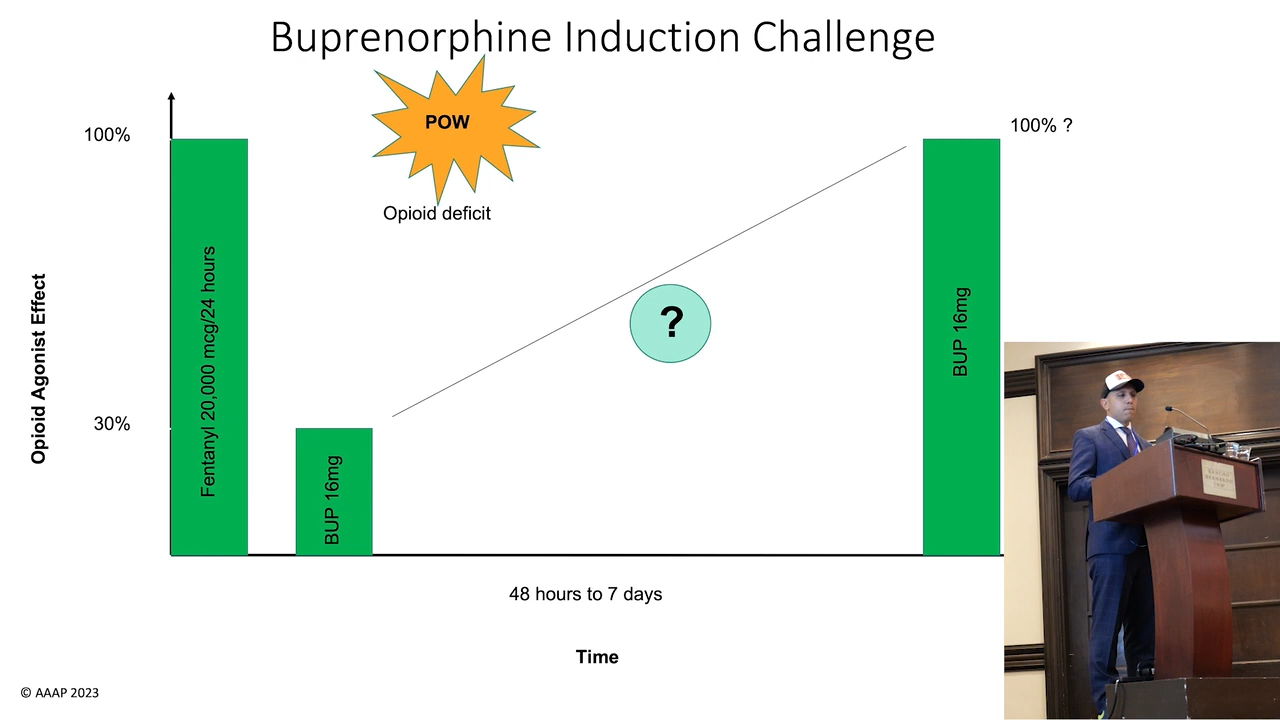 Buprenorphine Induction Challenge
POW
100%
100% ?
Opioid deficit
Opioid Agonist Effect
Fentanyl 20,000 mcg/24 hours
?
BUP 16mg
30%
BUP 16mg
48 hours to 7 days
Time
© AAAP 2023